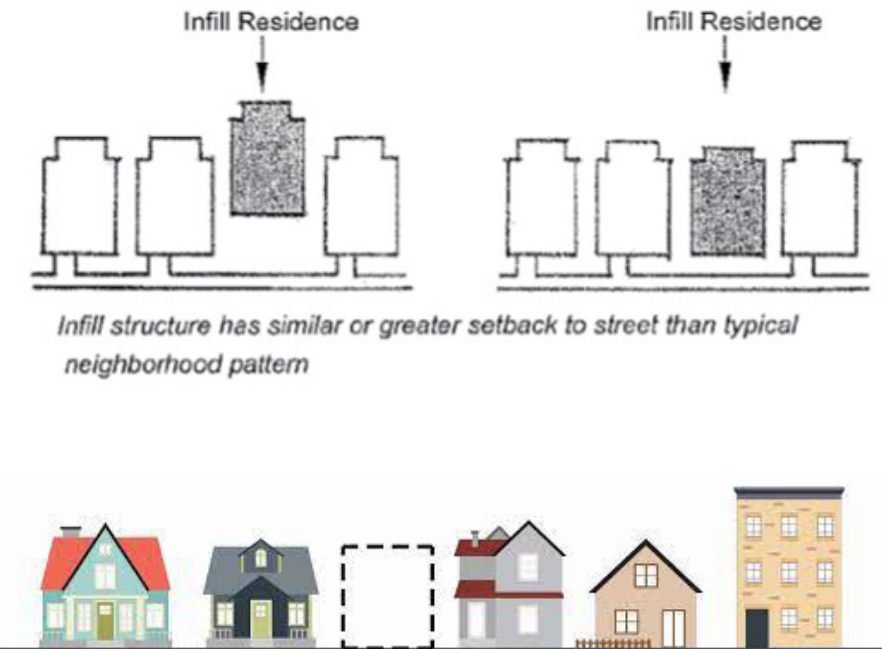 Infill Residence
Infill Residence
Infill structure has similar or greater setback to street than typical
neighborhood pattern